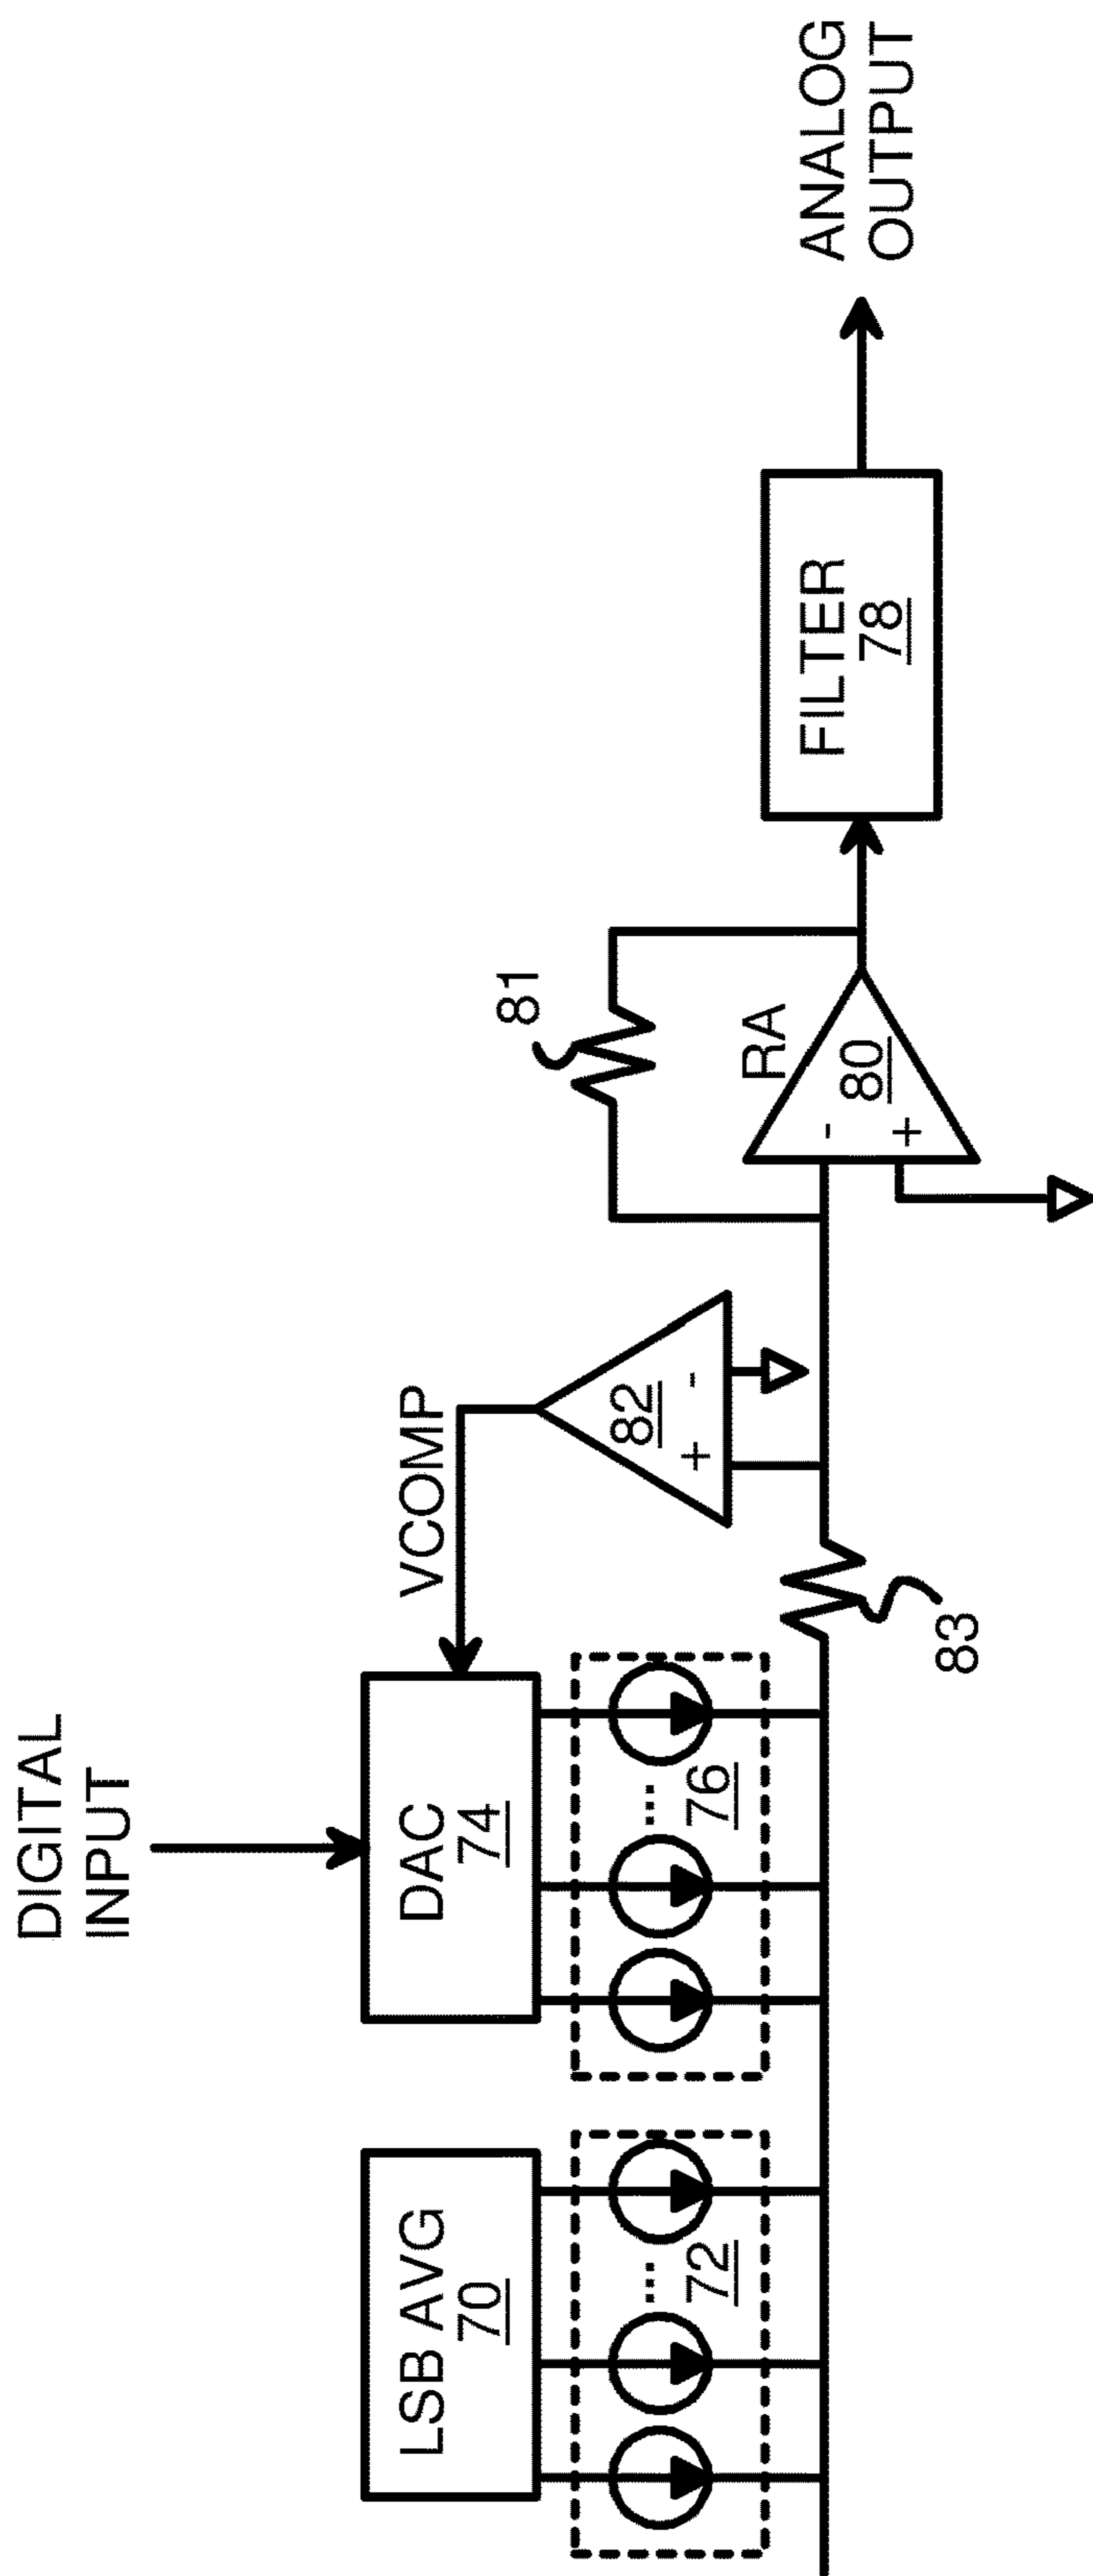 DIGITAL
INPUT
LSB AVG
70
DAC
74
VCOMP
...
72
...
76
82
+ -
83
81
RA
80
-
+
FILTER
78
ANALOG
OUTPUT